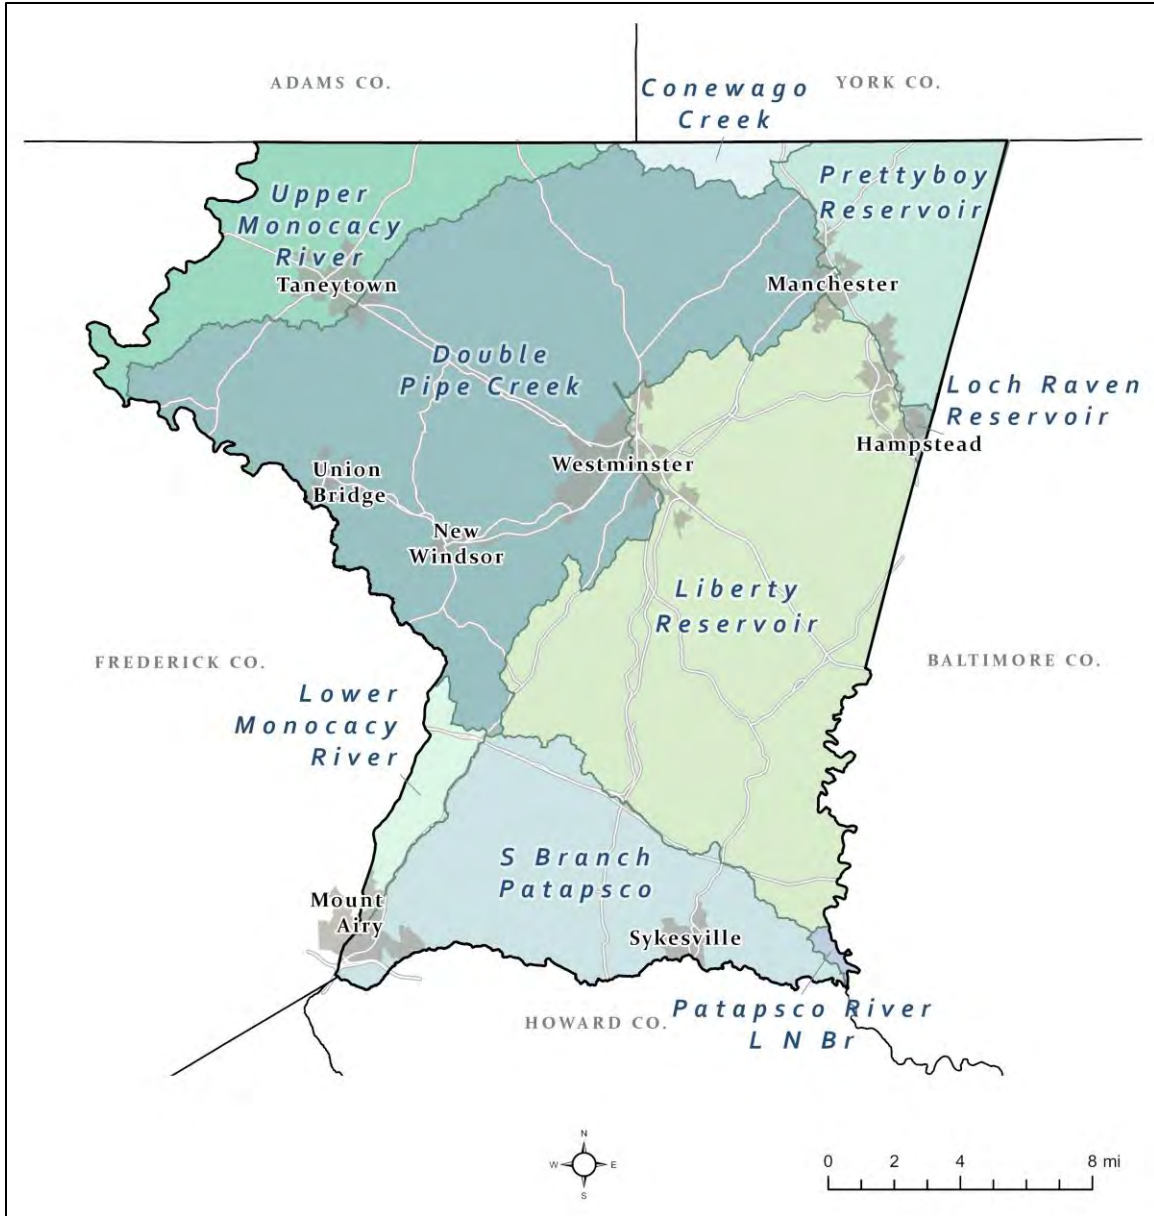 ADAMS CO.
YORK CO.
Conewago
Creek
Prettyboy
Reservoir
Upper
Monocacy
River
Taneytown
Manchester
Double
Pipe Creek
Loch Raven
Reservoir
Hampstead
Westminster
Union
Bridge
New
Windsor
Liberty
Reservoir
FREDERICK CO.
BALTIMORE CO.
Lower
Monocacy
River
S Branch
Patapsco
Mount
Airy
Sykesville
Patapsco River
L N Br
HOWARD CO.
N
W E
S
0 2 4 8 mi